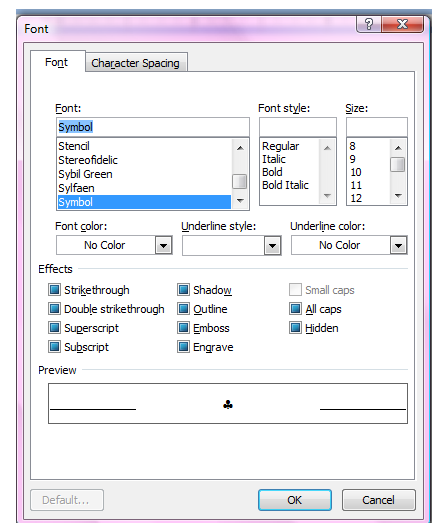 Font
?
X
Font Character Spacing
Font: Font style: Size:
Symbol
Stencil Regular 8
Stereofidelic Italic 9
Sybil Green Bold 10
Sylfaen Bold Italic 11
Symbol 12
Font color: Underline style: Underline color:
No Color No Color
Effects
Strikethrough Shadow Small caps
Double strikethrough Outline All caps
Superscript Emboss Hidden
Subscript Engrave
Preview
♣
Default... OK Cancel